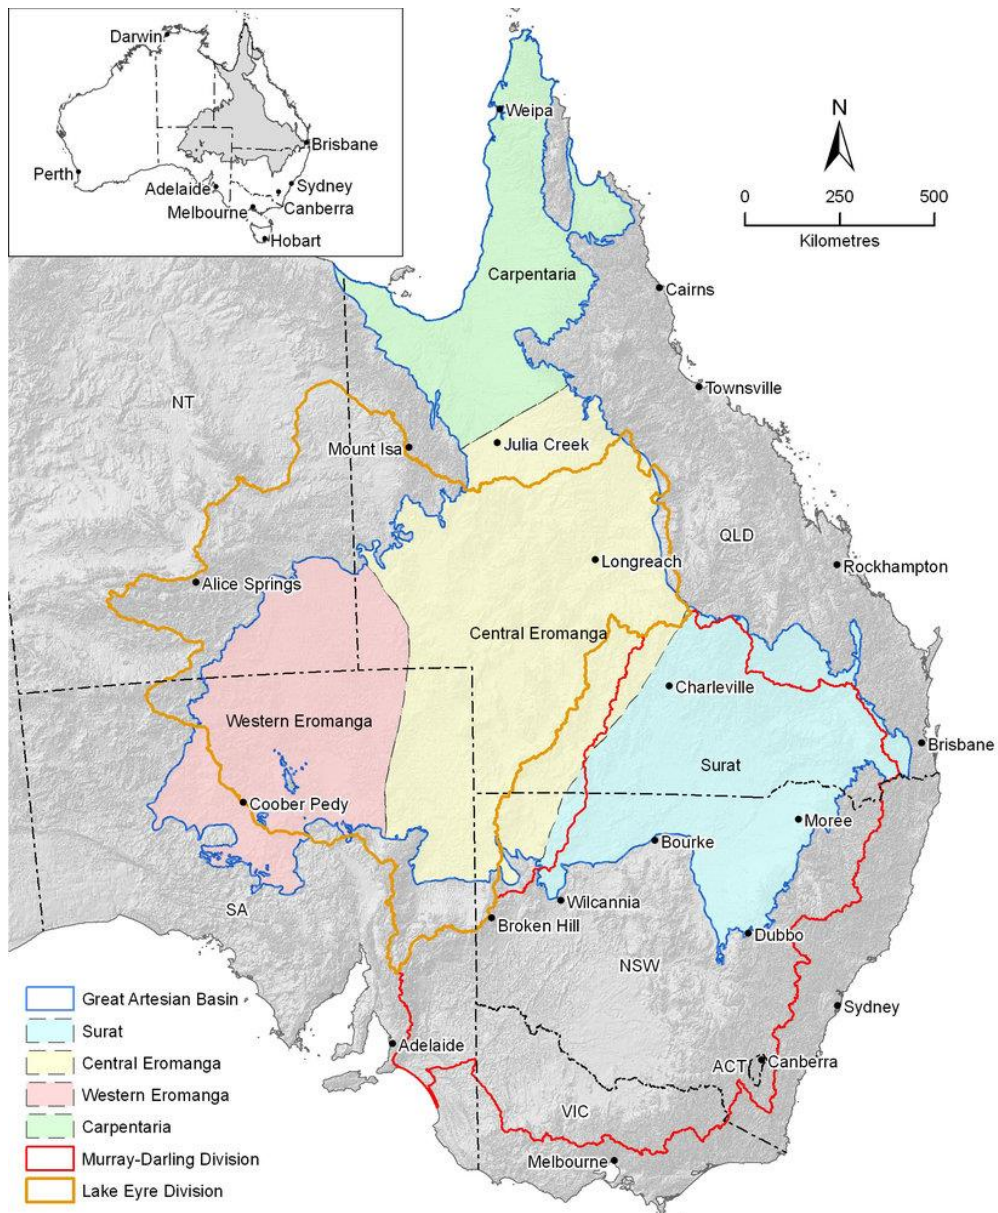 Darwin
Perth
Adelaide
Melbourne
Brisbane
Sydney
Canberra
Hobart
N
0 250 500
Kilometres
Weipa
Carpentaria
Cairns
Townsville
NT
Mount Isa
Julia Creek
QLD
Longreach
Rockhampton
Alice Springs
Central Eromanga
Charleville
Western Eromanga
Brisbane
Surat
Coober Pedy
Moree
Bourke
Wilcannia
SA
Broken Hill
Dubbo
NSW
Sydney
Adelaide
ACT
Canberra
VIC
Melbourne
Great Artesian Basin
Surat
Central Eromanga
Western Eromanga
Carpentaria
Murray-Darling Division
Lake Eyre Division